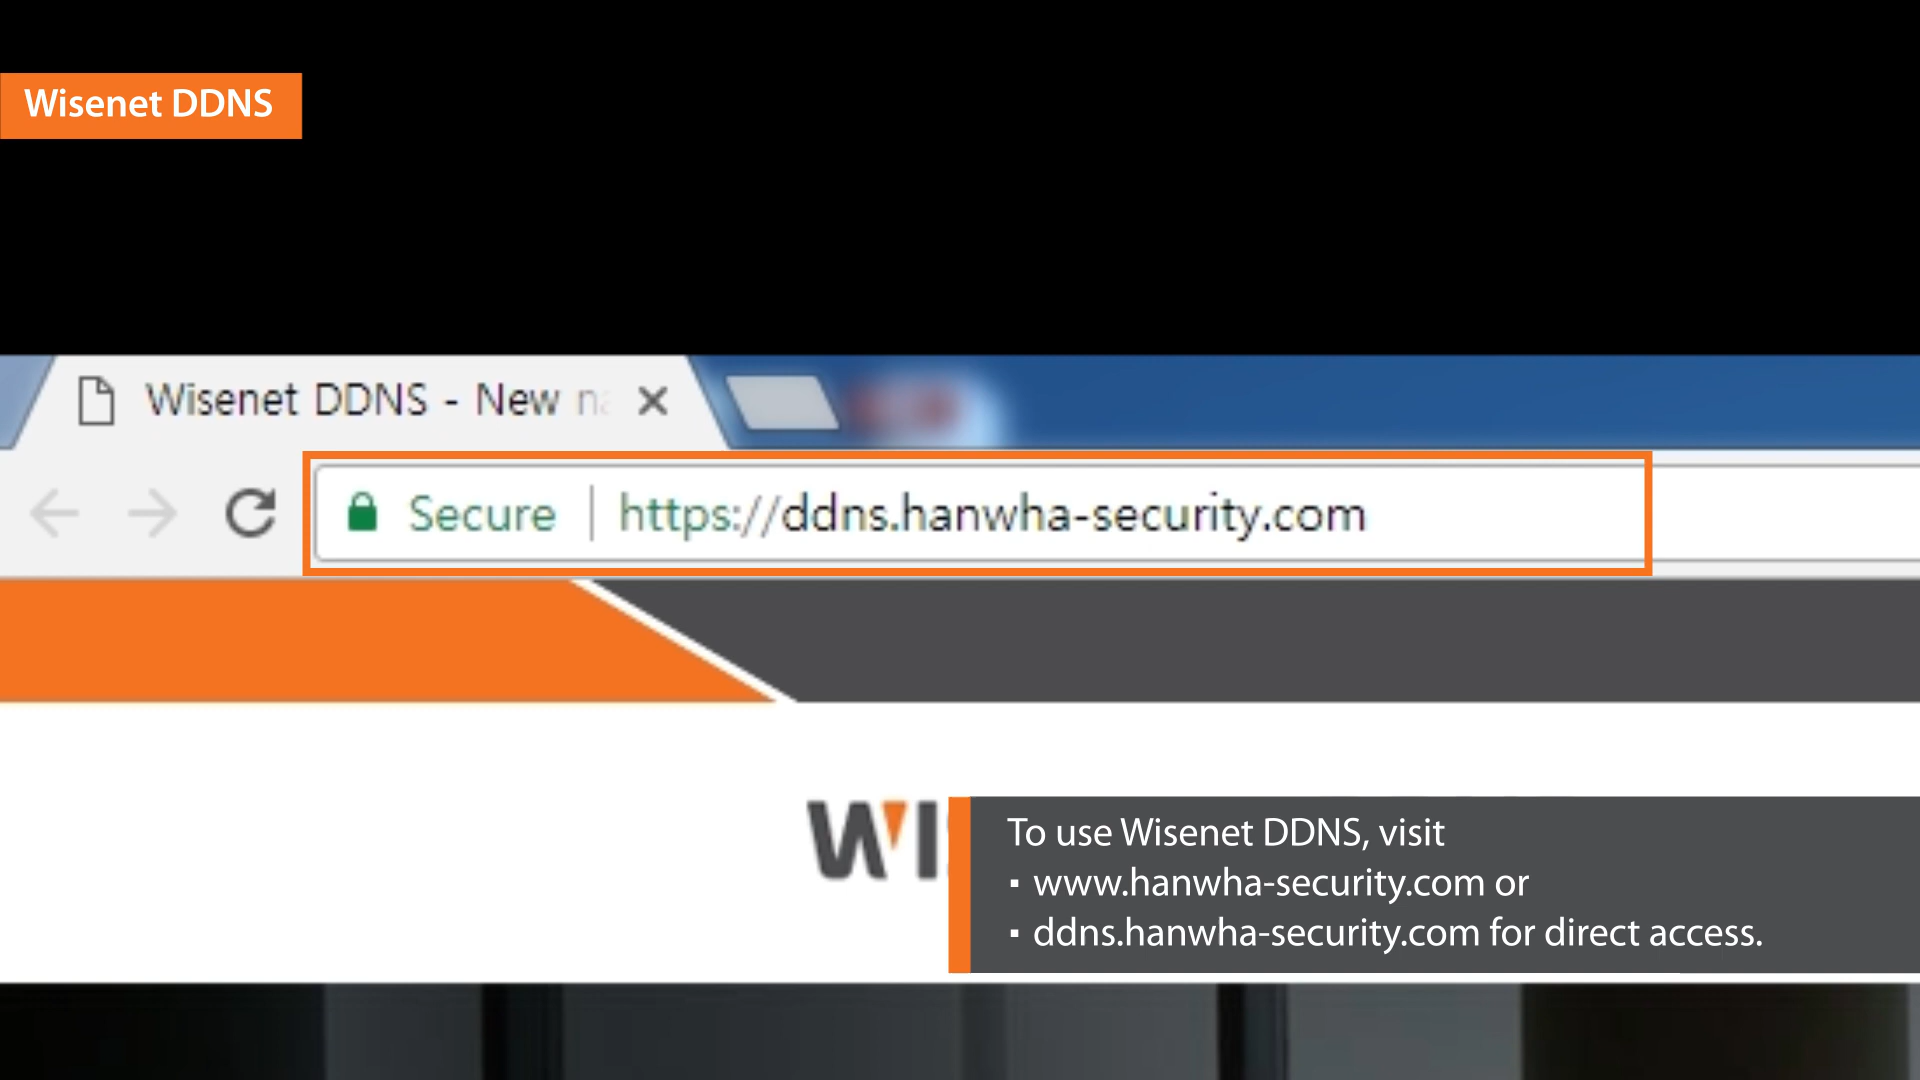 Wisenet DDNS
Wisenet DDNS - New
Secure | https://ddns.hanwha-security.com
To use Wisenet DDNS, visit
▪ www.hanwha-security.com or
▪ ddns.hanwha-security.com for direct access.